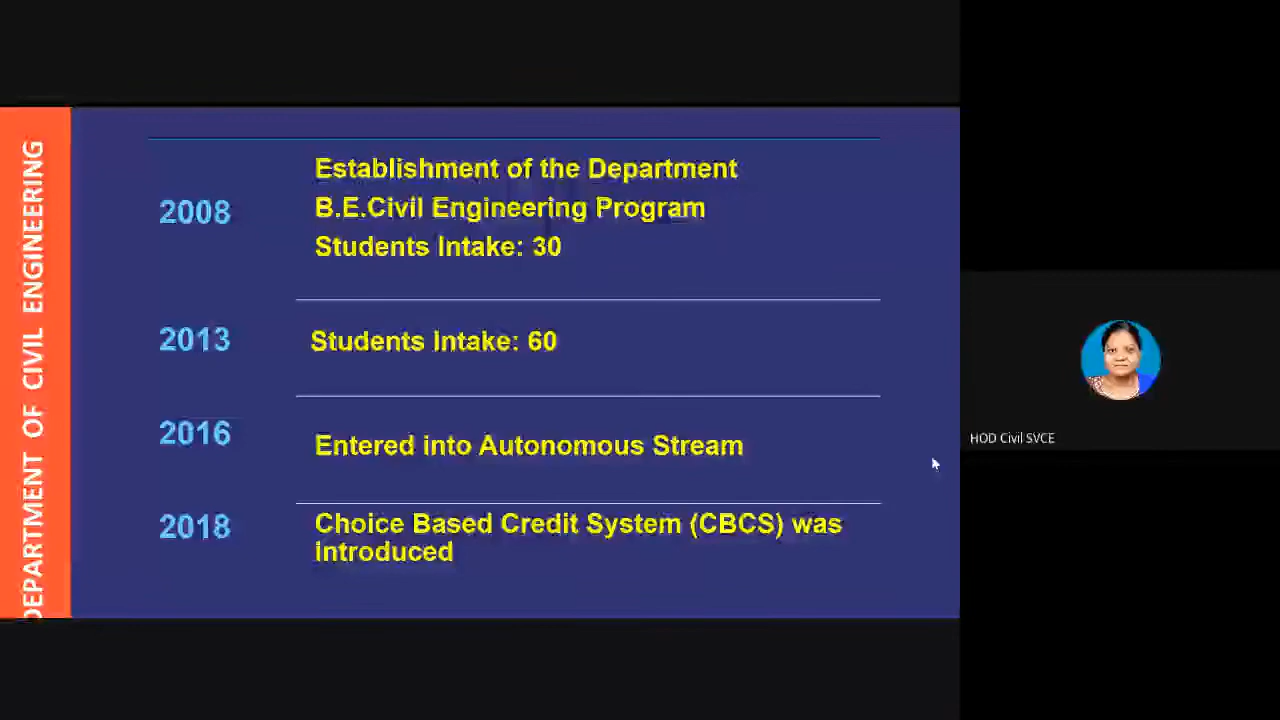 DEPARTMENT OF CIVIL ENGINEERING
2008
Establishment of the Department
B.E.Civil Engineering Program
Students Intake: 30
2013
Students Intake: 60
2016
Entered into Autonomous Stream
2018
Choice Based Credit System (CBCS) was
introduced
HOD Civil SVCE